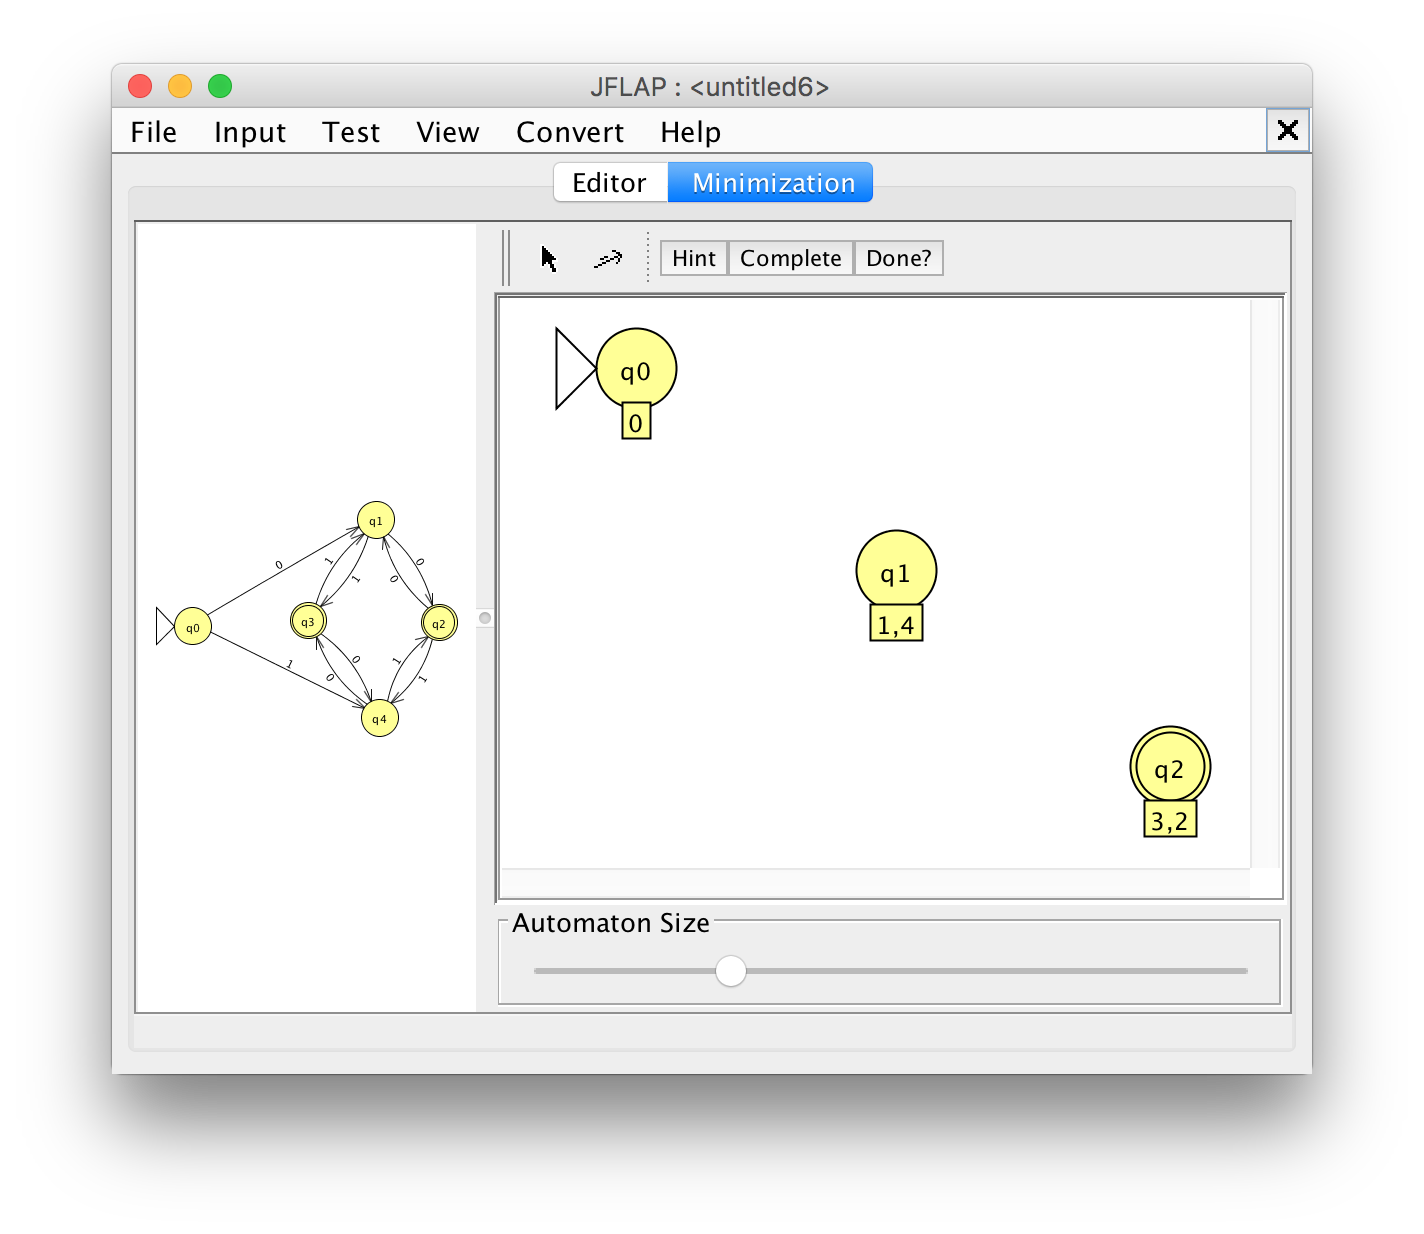 JFLAP : <untitled6>
File Input Test View Convert Help
Editor Minimization
Hint Complete Done?
q0
0
q1
1,4
q2
3,2
q1
0
1
1
0
0
q3
q2
q0
1
0
0
1
1
q4
Automaton Size